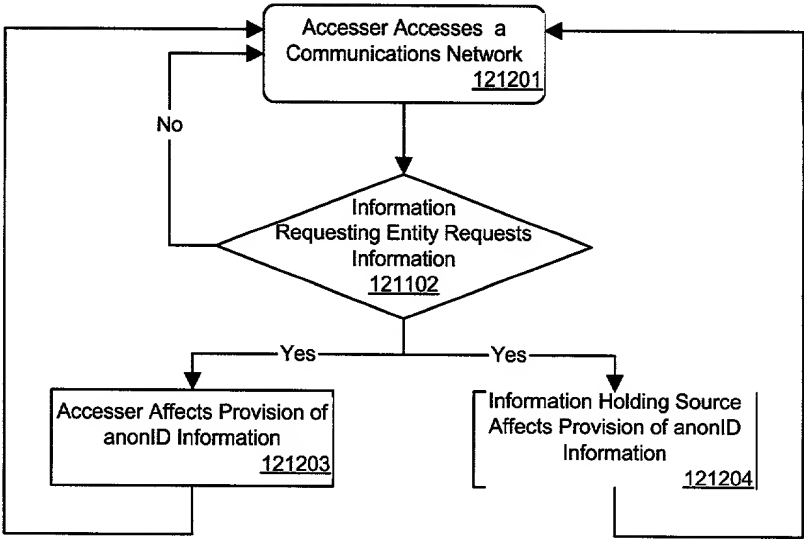 Accesser Accesses a
Communications Network
121201
No
Information
Requesting Entity Requests
Information
121102
Yes
Yes
Accesser Affects Provision of
anonID Information
121203
Information Holding Source
Affects Provision of anonID
Information
121204